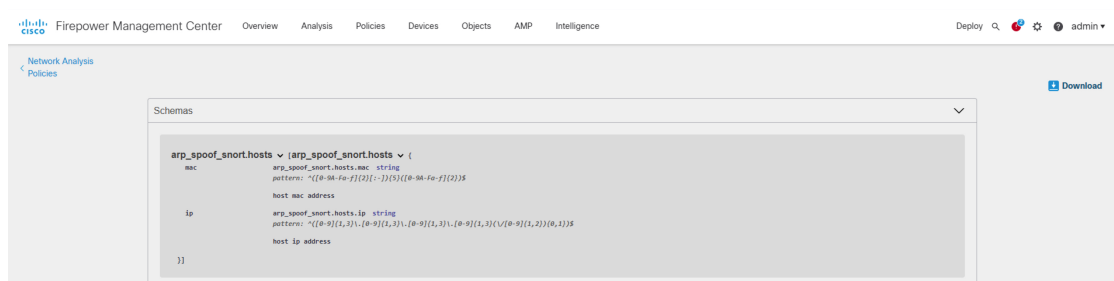 cisco Firepower Management Center Overview Analysis Policies Devices Objects AMP Intelligence Deploy admin
Network Analysis
Policies
Download
Schemas
arp_spoof_snort.hosts [arp_spoof_snort.hosts {
mac arp_spoof_snort.hosts.mac string
pattern: ^([0-9A-Fa-f]{2}[:-]){5}([0-9A-Fa-f]{2})$
host mac address
ip arp_spoof_snort.hosts.ip string
pattern: ^([0-9]{1,3}\.[0-9]{1,3}\.[0-9]{1,3}\.[0-9]{1,3}(\/[0-9]{1,2}){0,1})$
host ip address
}]